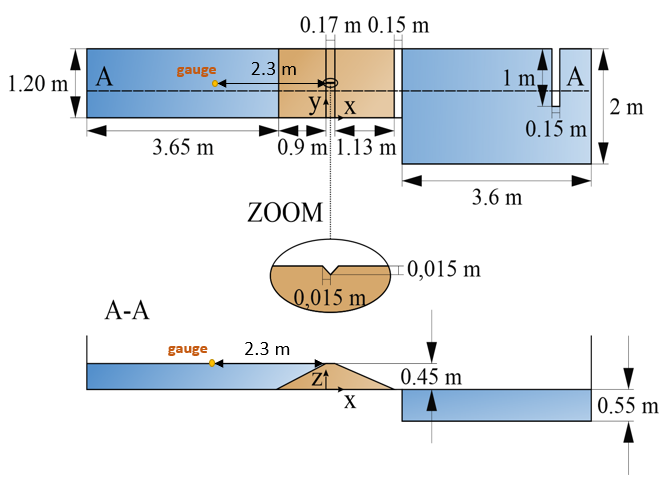 0.17 m 0.15 m
A
gauge
2.3 m
1 m
A
1.20 m
y
x
0.15 m
2 m
3.65 m
0.9 m
1.13 m
3.6 m
ZOOM
0,015 m
0,015 m
A-A
gauge
2.3 m
z
x
0.45 m
0.55 m